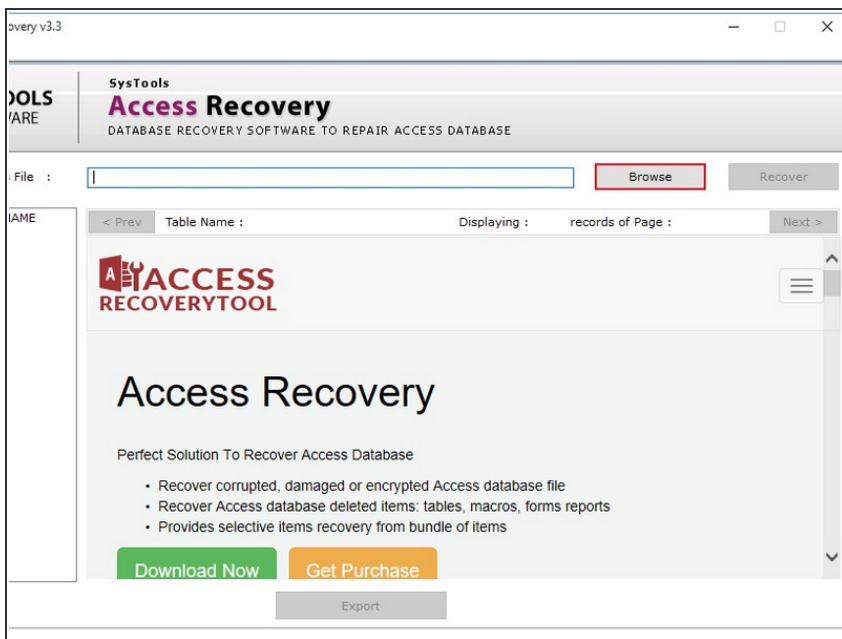 overy v3.3
OOLS
ARE
SysTools
Access Recovery
DATABASE RECOVERY SOFTWARE TO REPAIR ACCESS DATABASE
File :
Browse
Recover
NAME
< Prev
Table Name :
Displaying :
records of Page :
Next >
A
ACCESS
RECOVERYTOOL
Access Recovery
Perfect Solution To Recover Access Database
• Recover corrupted, damaged or encrypted Access database file
• Recover Access database deleted items: tables, macros, forms reports
• Provides selective items recovery from bundle of items
Download Now
Get Purchase
Export